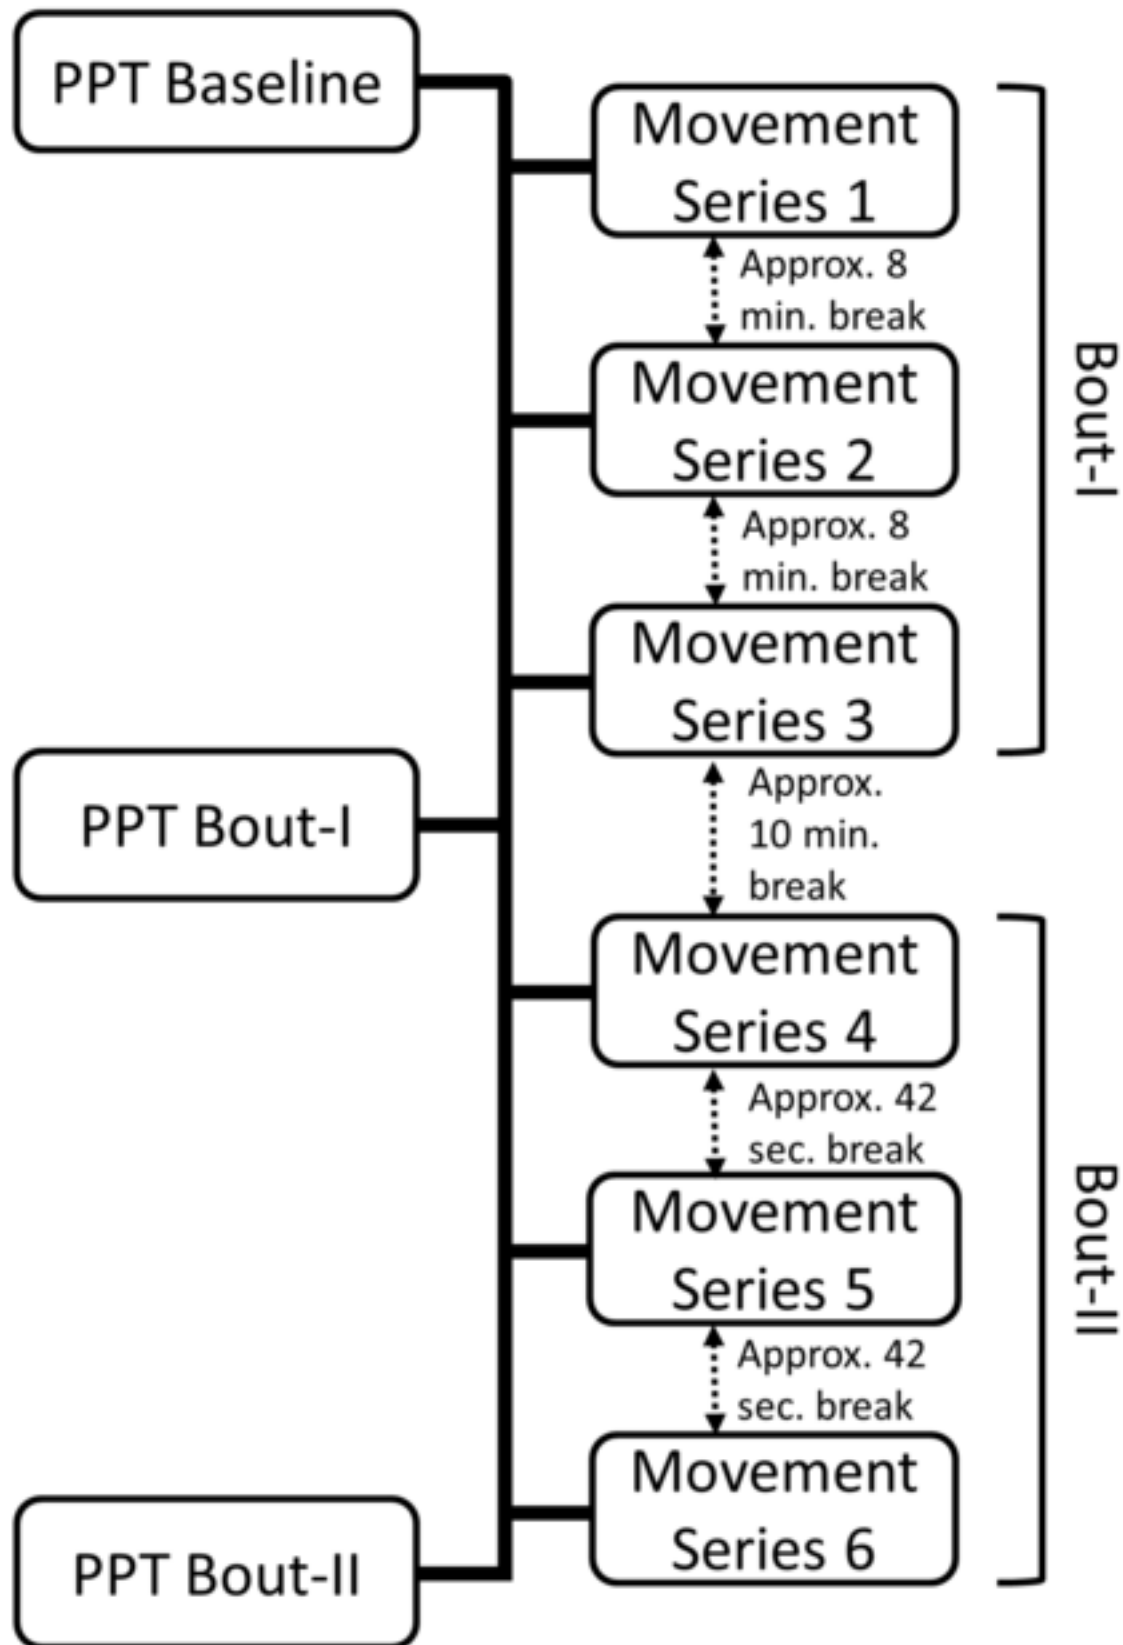 PPT Baseline
Movement
Series 1
Approx. 8
min. break
Movement
Series 2
Approx. 8
min. break
Movement
Series 3
Bout-I
PPT Bout-I
Approx.
10 min.
break
Movement
Series 4
Approx. 42
sec. break
Movement
Series 5
Approx. 42
sec. break
Movement
Series 6
Bout-II
PPT Bout-II